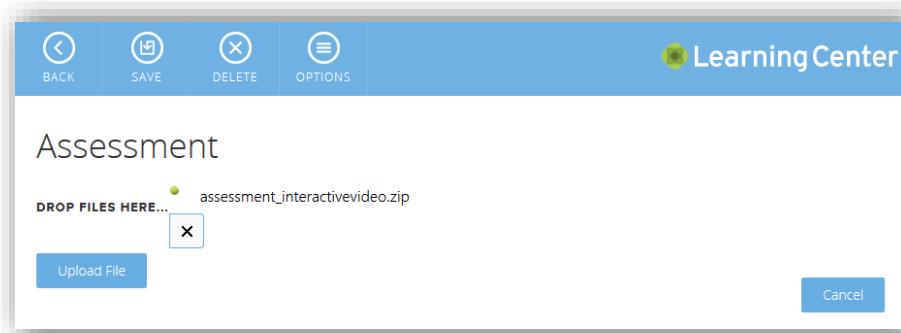 BACK SAVE DELETE OPTIONS
Learning Center
Assessment
DROP FILES HERE... assessment_interactivevideo.zip
Upload File
Cancel